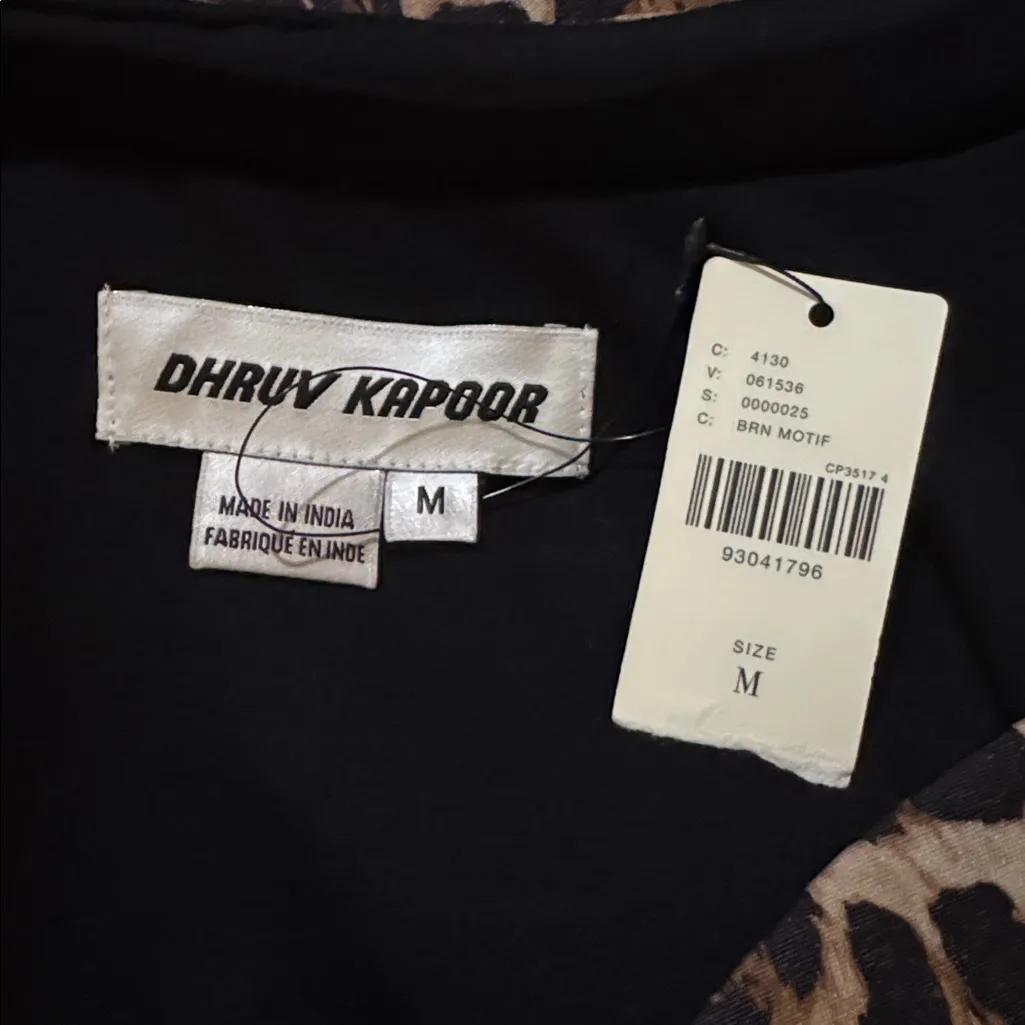 DHRUV KAPOOR
MADE IN INDIA
FABRIQUE EN INDE
M
C: 4130
V: 061536
S: 0000025
C: BRN MOTIF
CP3517 4
93041796
SIZE
M